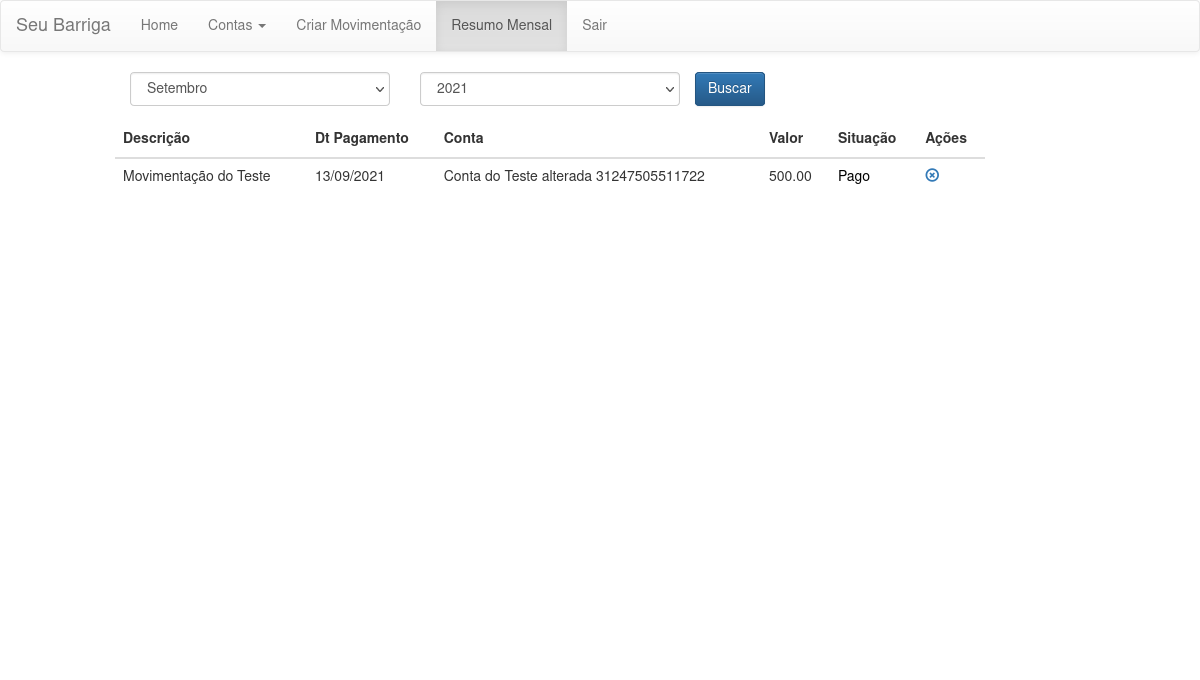 Seu Barriga Home Contas Criar Movimentação Resumo Mensal Sair
Setembro 2021 Buscar
Descrição Dt Pagamento Conta Valor Situação Ações
Movimentação do Teste 13/09/2021 Conta do Teste alterada 31247505511722 500.00 Pago